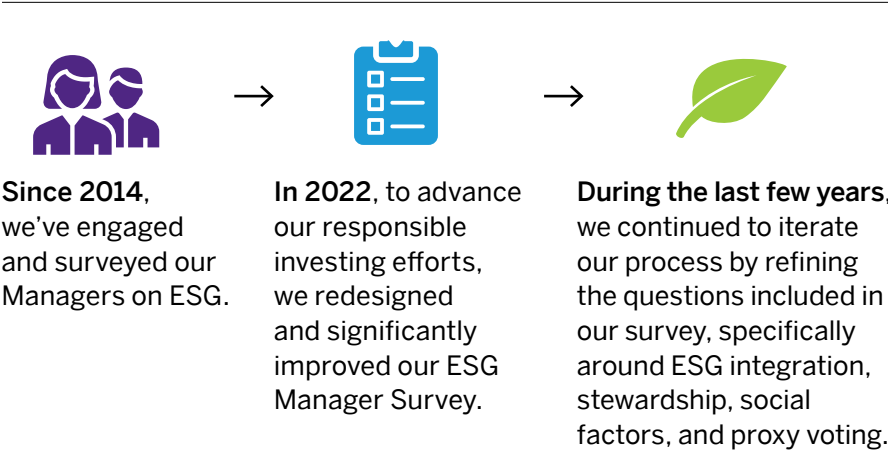 Since 2014,
we’ve engaged
and surveyed our
Managers on ESG.
In 2022, to advance
our responsible
investing efforts,
we redesigned
and significantly
improved our ESG
Manager Survey.
During the last few years,
we continued to iterate
our process by refining
the questions included in
our survey, specifically
around ESG integration,
stewardship, social
factors, and proxy voting.